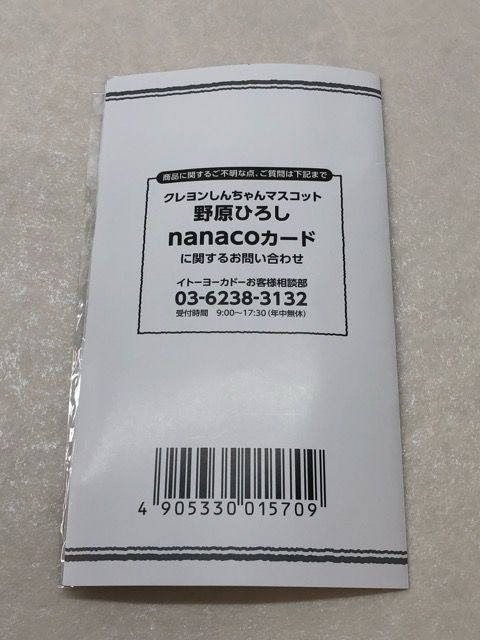 商品に関するご不明な点、ご質問は下記まで
クレヨンしんちゃんマスコット
野原ひろし
nanacoカード
に関するお問い合わせ
イトーヨーカドーお客様相談部
03-6238-3132
受付時間 9:00〜17:30(年中無休)
4 905330 015709